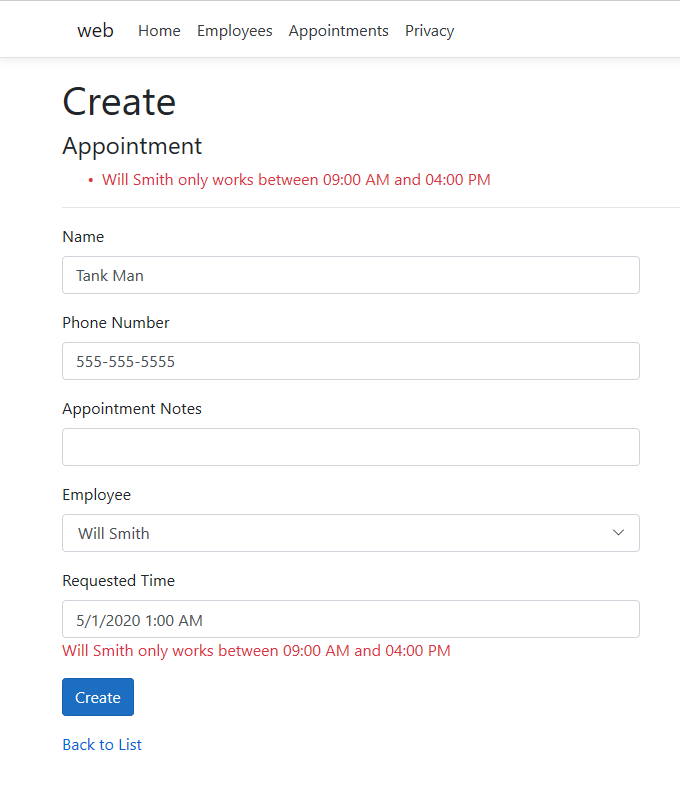 web Home Employees Appointments Privacy
Create
Appointment
• Will Smith only works between 09:00 AM and 04:00 PM
Name
Tank Man
Phone Number
555-555-5555
Appointment Notes
Employee
Will Smith
Requested Time
5/1/2020 1:00 AM
Will Smith only works between 09:00 AM and 04:00 PM
Create
Back to List